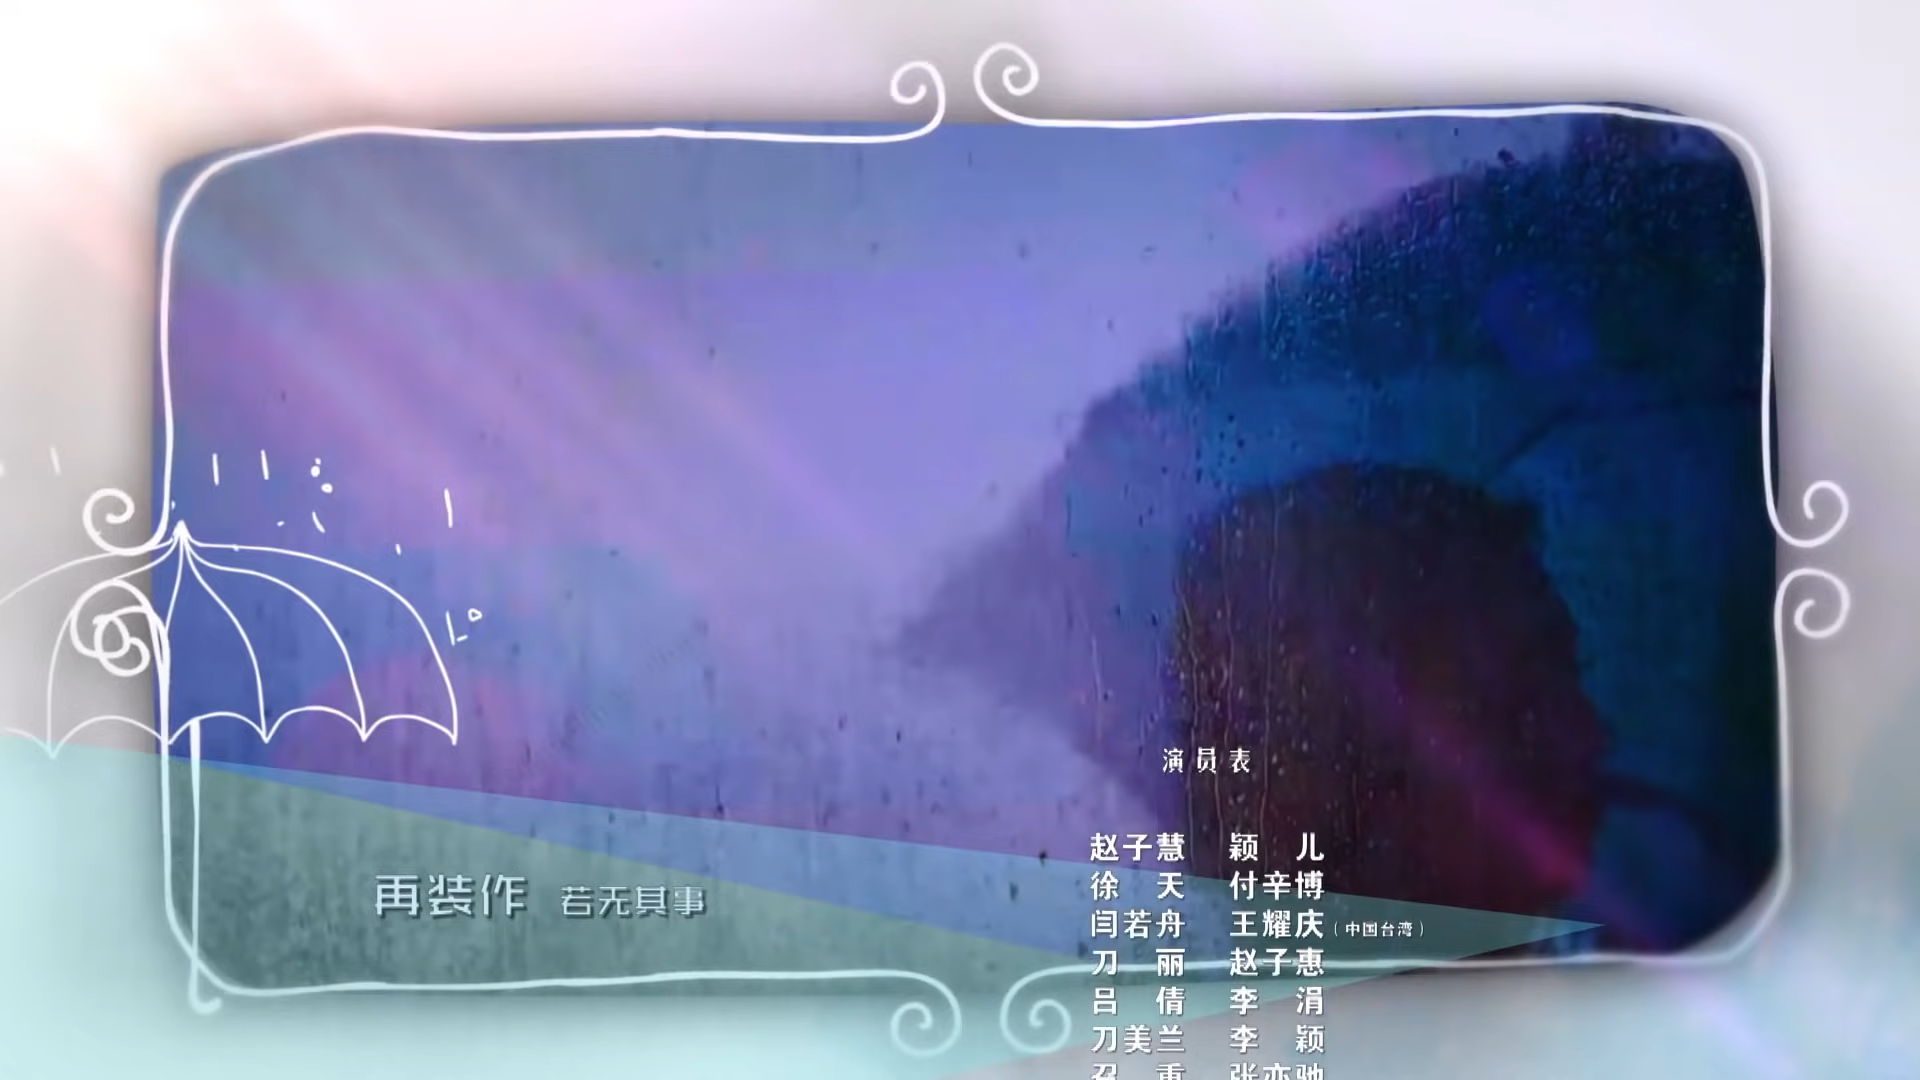 演员表
赵子慧 颖儿
徐天 付辛博
闫若舟 王耀庆(中国台湾)
刀丽 赵子惠
吕倩 李涓
刀美兰 李颖
再装作 若无其事